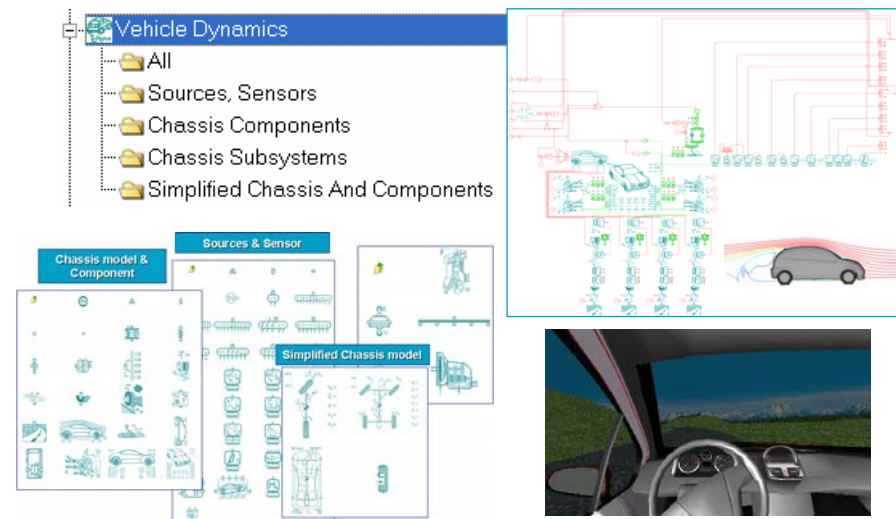 Vehicle Dynamics
All
Sources, Sensors
Chassis Components
Chassis Subsystems
Simplified Chassis And Components
Sources & Sensor
Chassis model &
Component
Simplified Chassis model